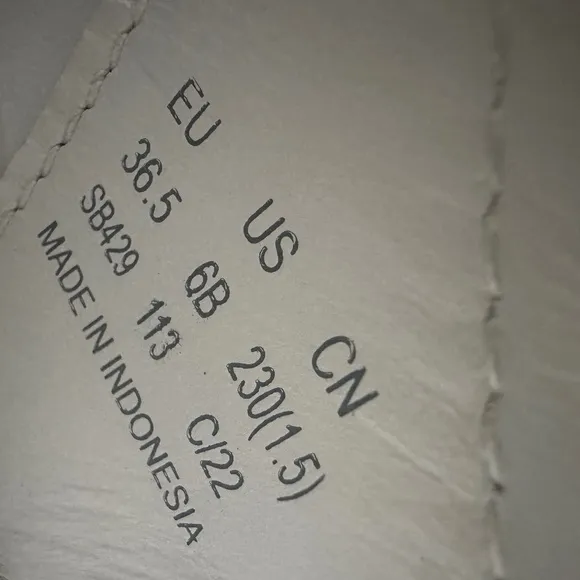 EU US CN
36.5 6B 230(1.5)
SB429 113 C/22
MADE IN INDONESIA